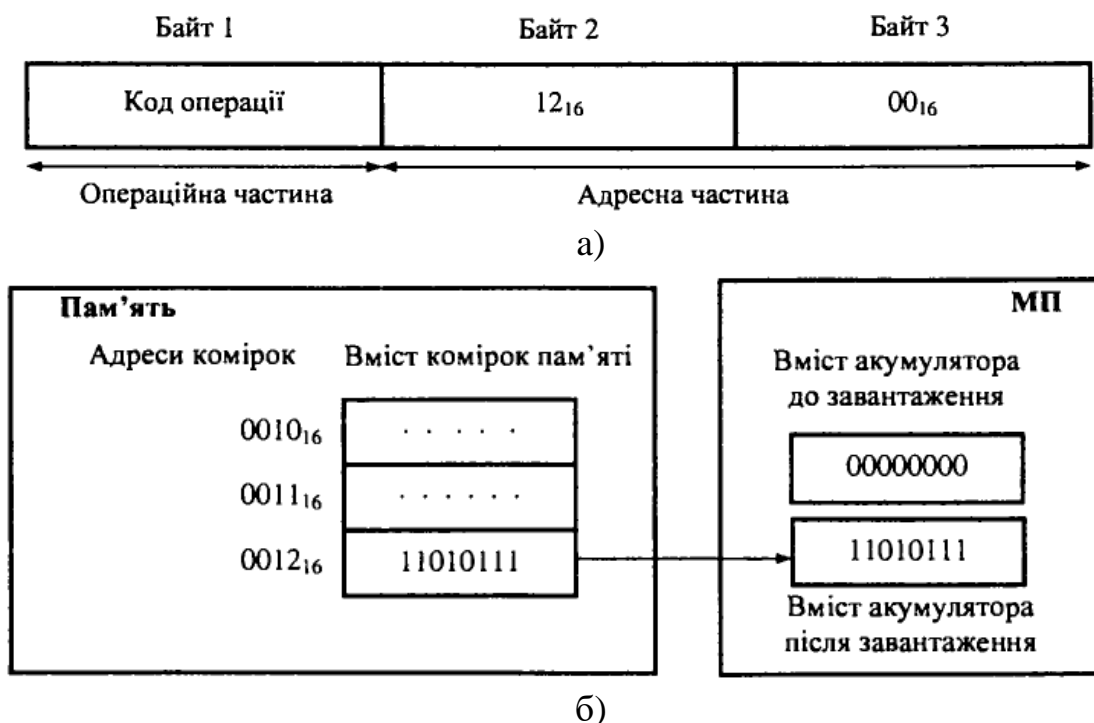 Байт 1 Байт 2 Байт 3
Код операції 12₁₆ 00₁₆
Операційна частина Адресна частина
а)
Пам’ять МП
Адреси комірок Вміст комірок пам’яті
Вміст акумулятора
до завантаження
0010₁₆ . . . . .
00000000
0011₁₆ . . . . . .
0012₁₆ 11010111 11010111
Вміст акумулятора
після завантаження
б)